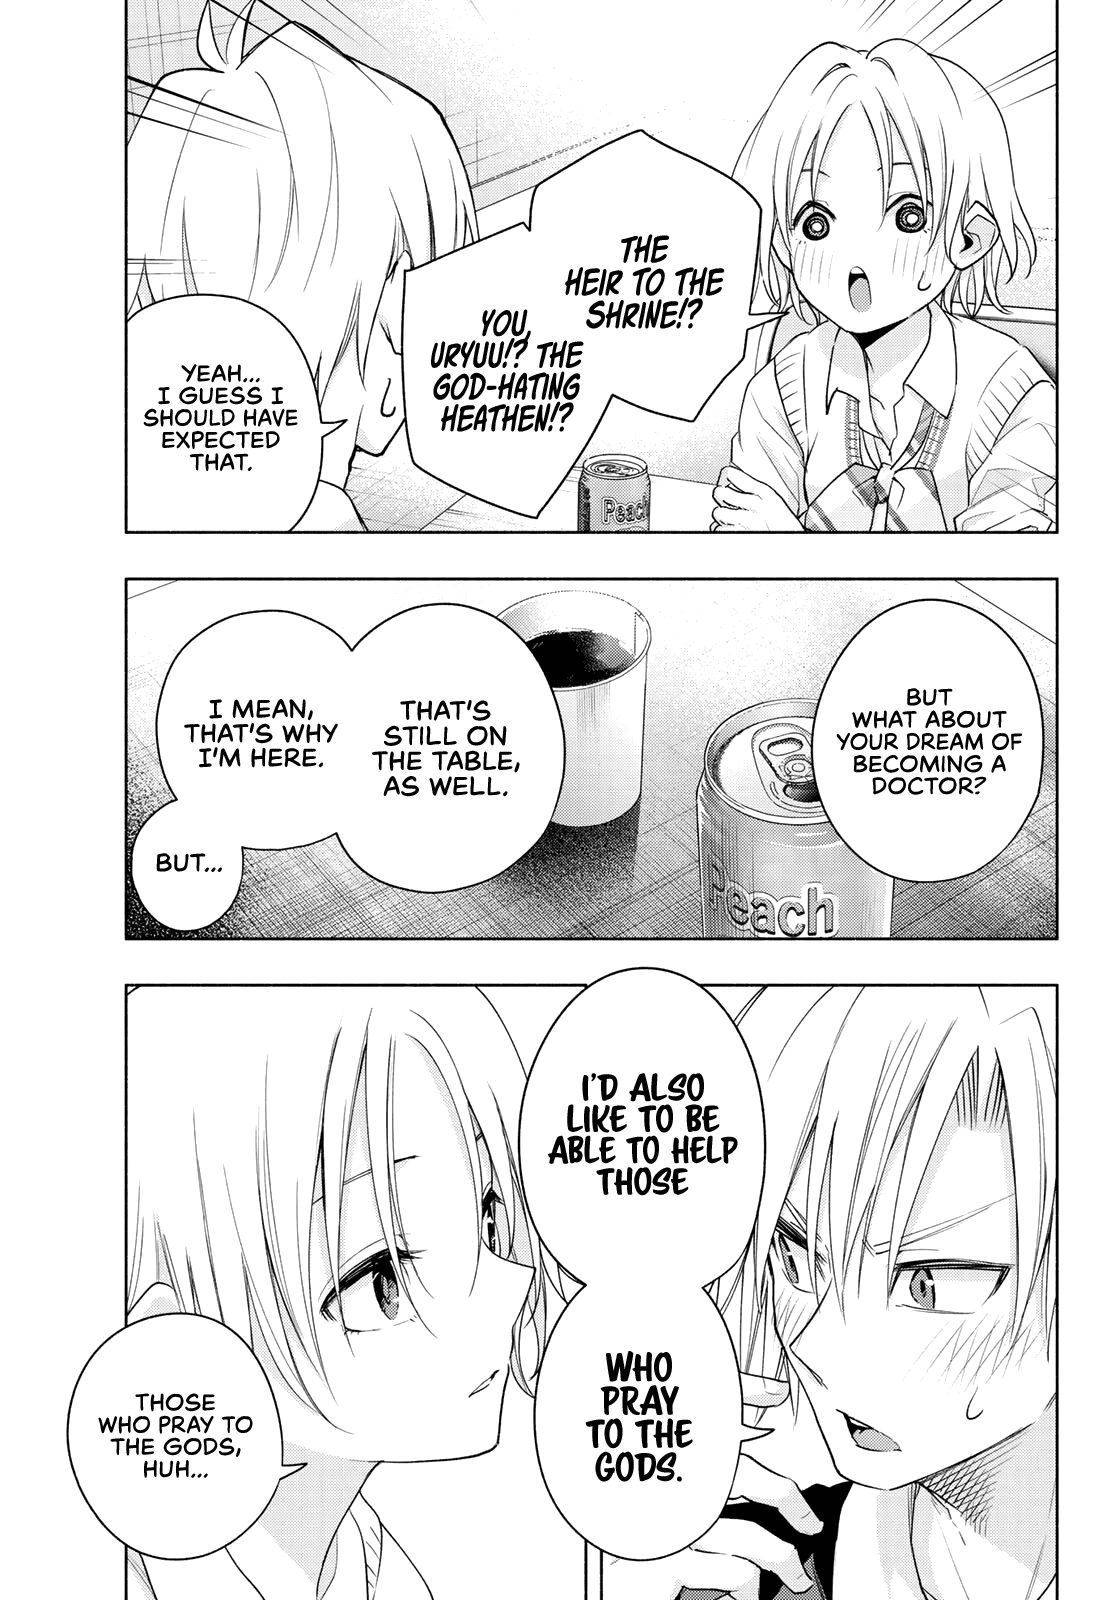 THE
HEIR TO THE
SHRINE!?
YOU,
URYUU!? THE
GOD-HATING
HEATHEN!?
YEAH...
I GUESS I
SHOULD HAVE
EXPECTED
THAT.
Peach
BUT
WHAT ABOUT
YOUR DREAM OF
BECOMING A
DOCTOR?
THAT'S
STILL ON
THE TABLE,
AS WELL.
I MEAN,
THAT'S WHY
I'M HERE.
BUT...
Peach
I'D ALSO
LIKE TO BE
ABLE TO HELP
THOSE
WHO
PRAY
TO THE
GODS.
THOSE
WHO PRAY TO
THE GODS,
HUH...